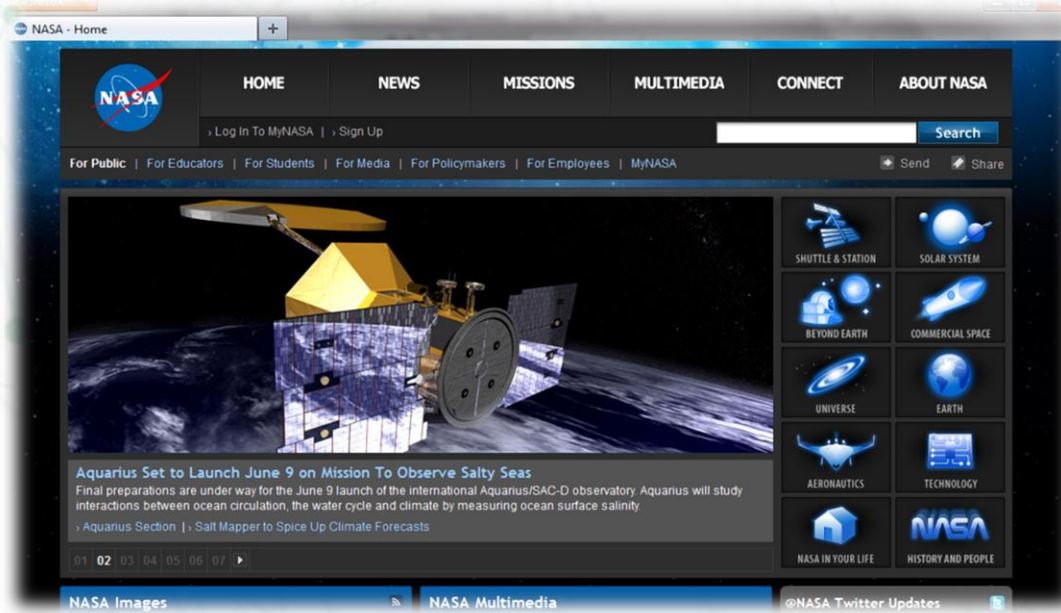 NASA - Home
NASA
HOME NEWS MISSIONS MULTIMEDIA CONNECT ABOUT NASA
› Log In To MyNASA | › Sign Up
Search
For Public | For Educators | For Students | For Media | For Policymakers | For Employees | MyNASA
Send Share
SHUTTLE & STATION SOLAR SYSTEM
BEYOND EARTH COMMERCIAL SPACE
UNIVERSE EARTH
AERONAUTICS TECHNOLOGY
NASA
NASA IN YOUR LIFE HISTORY AND PEOPLE
Aquarius Set to Launch June 9 on Mission To Observe Salty Seas
Final preparations are under way for the June 9 launch of the international Aquarius/SAC-D observatory. Aquarius will study
interactions between ocean circulation, the water cycle and climate by measuring ocean surface salinity.
› Aquarius Section | › Salt Mapper to Spice Up Climate Forecasts
01 02 03 04 05 06 07
NASA Images NASA Multimedia @NASA Twitter Updates